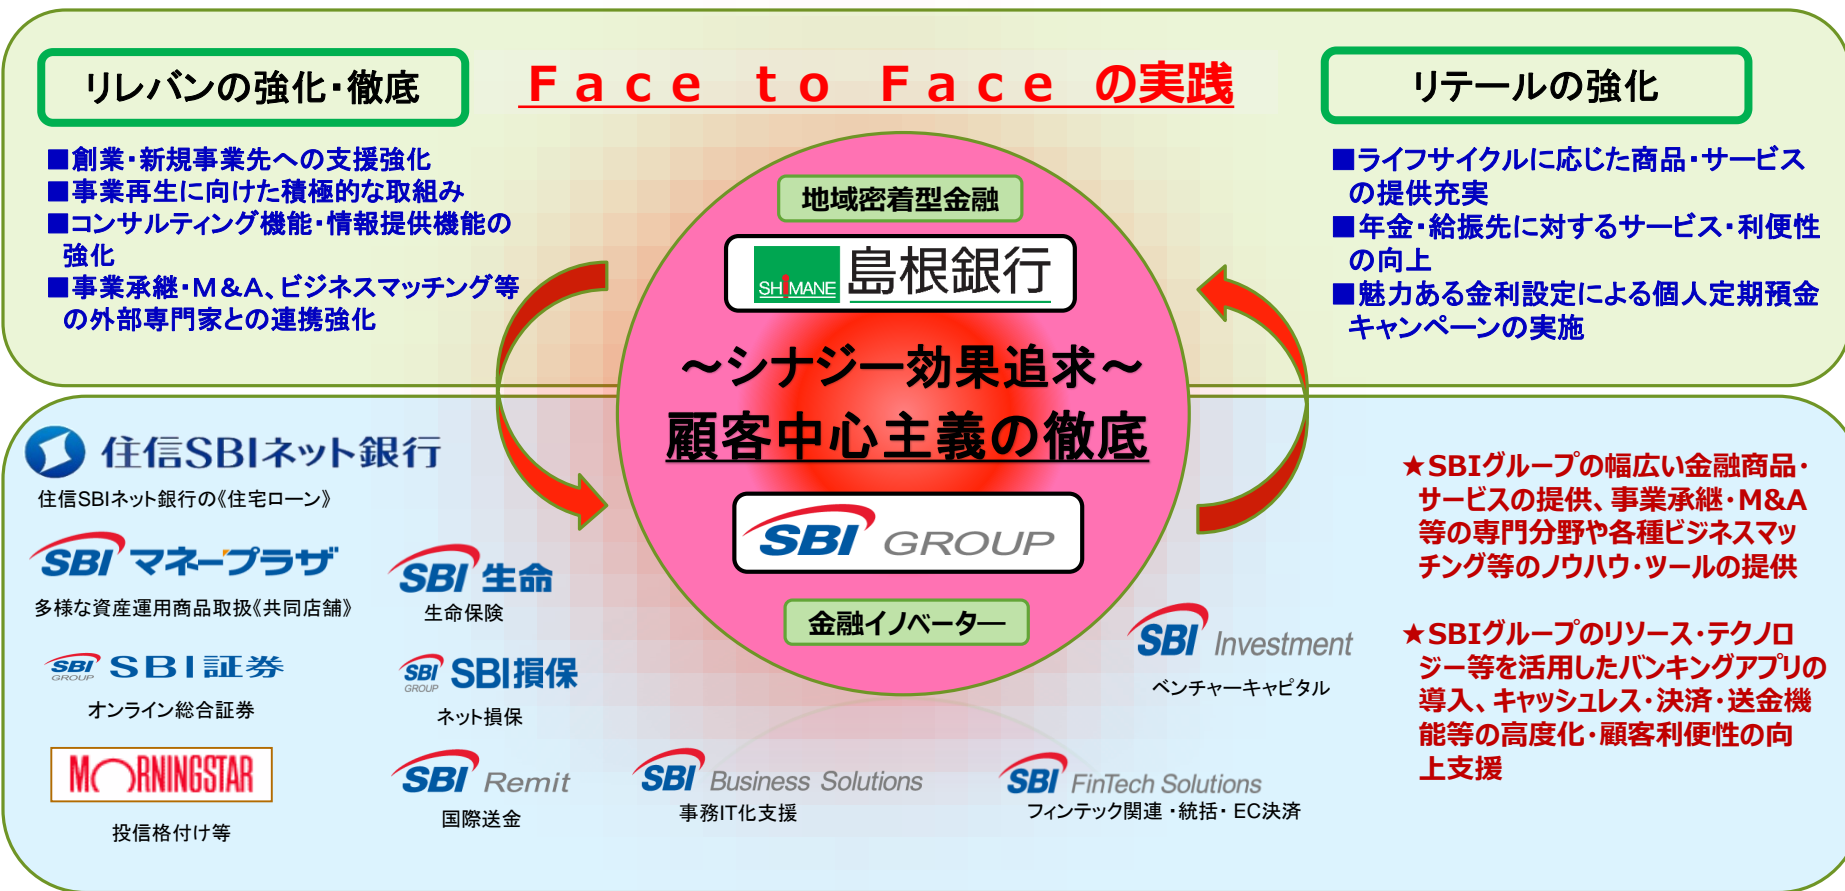 リレバンの強化・徹底
Face to Face の実践
リテールの強化
■創業・新規事業先への支援強化
■事業再生に向けた積極的な取組み
■コンサルティング機能・情報提供機能の
強化
■事業承継・M&A、ビジネスマッチング等
の外部専門家との連携強化
■ライフサイクルに応じた商品・サービス
の提供充実
■年金・給振先に対するサービス・利便性
の向上
■魅力ある金利設定による個人定期預金
キャンペーンの実施
地域密着型金融
SHIMANE 島根銀行
～シナジー効果追求～
顧客中心主義の徹底
SBI GROUP
金融イノベーター
住信SBIネット銀行
住信SBIネット銀行の《住宅ローン》
SBI マネープラザ
多様な資産運用商品取扱《共同店舗》
SBI 生命
生命保険
SBI GROUP SBI証券
オンライン総合証券
SBI GROUP SBI損保
ネット損保
MORNINGSTAR
投信格付け等
SBI Remit
国際送金
SBI Business Solutions
事務IT化支援
SBI FinTech Solutions
フィンテック関連・統括・EC決済
SBI Investment
ベンチャーキャピタル
★SBIグループの幅広い金融商品・
サービスの提供、事業承継・M&A
等の専門分野や各種ビジネスマッ
チング等のノウハウ・ツールの提供
★SBIグループのリソース・テクノロ
ジー等を活用したバンキングアプリの
導入、キャッシュレス・決済・送金機
能等の高度化・顧客利便性の向
上支援